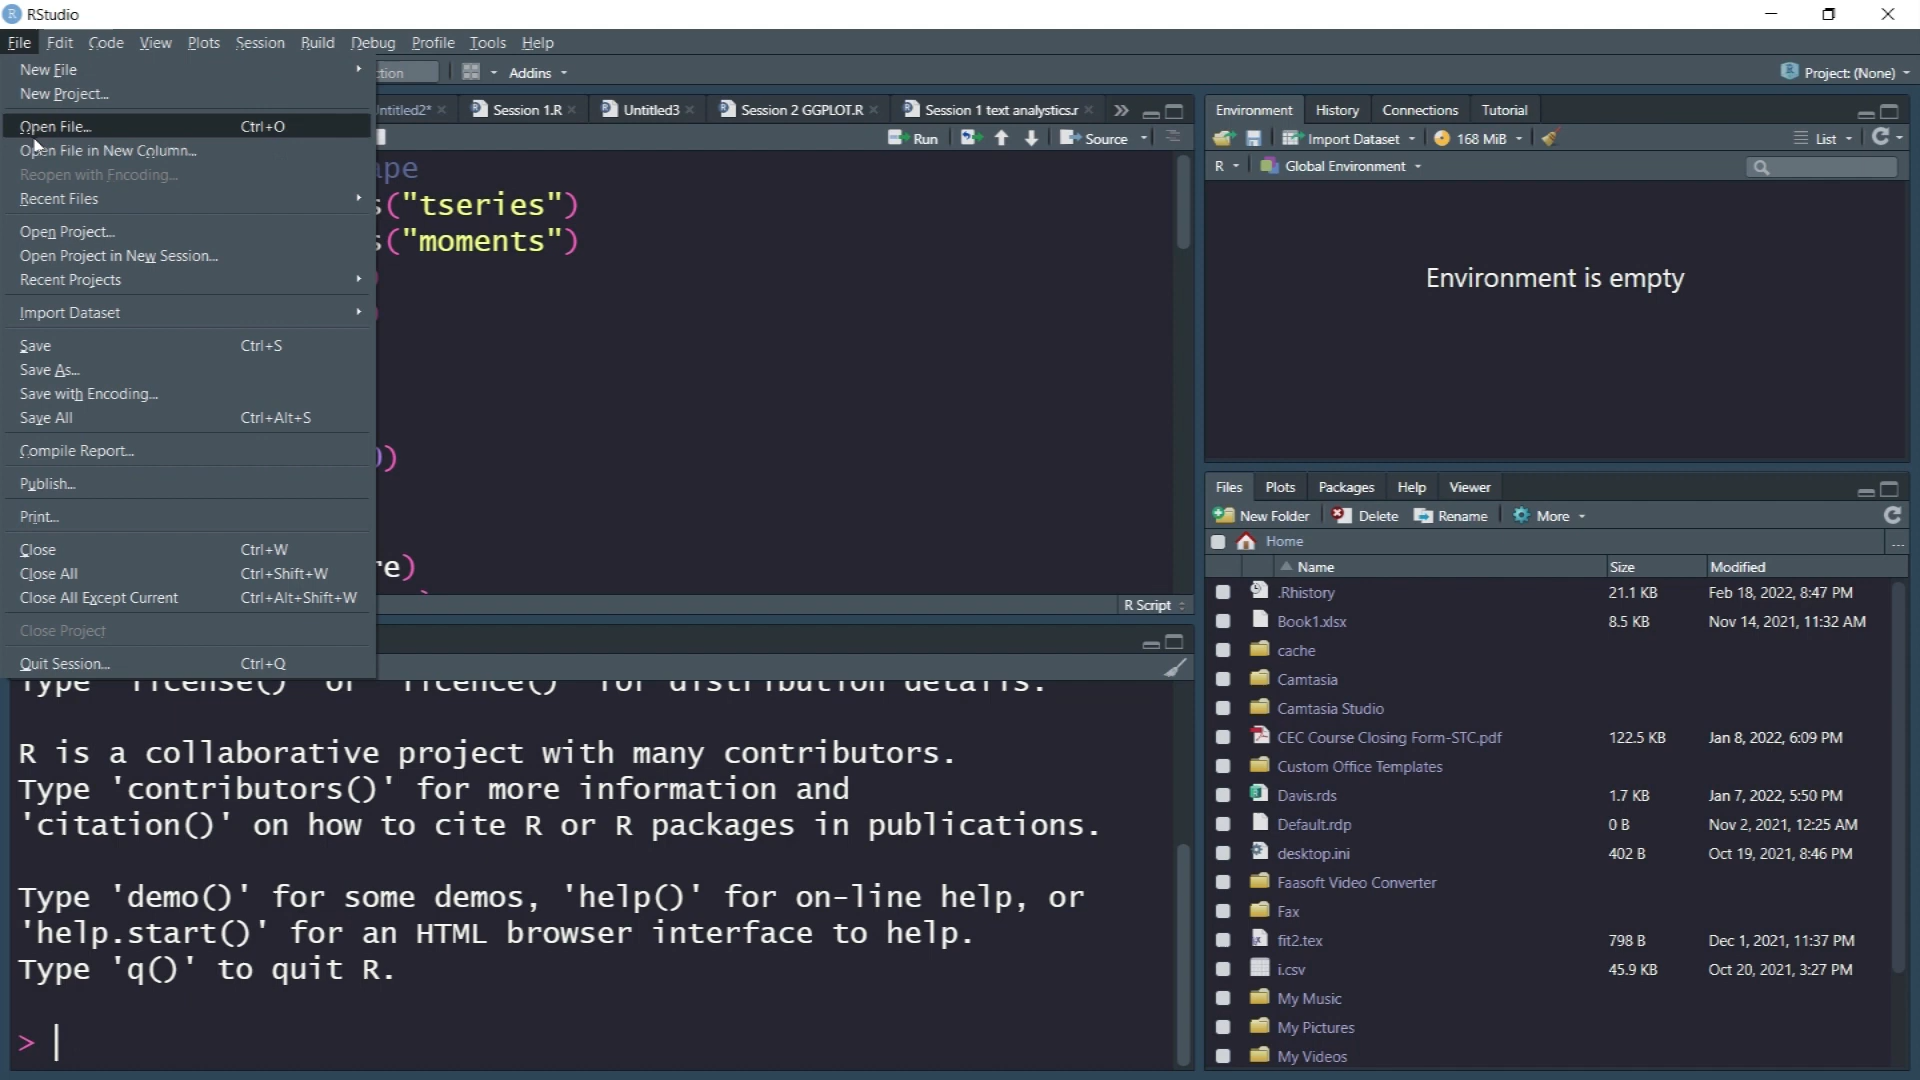 RStudio
File Edit Code View Plots Session Build Debug Profile Tools Help
New File
New Project...
Open File... Ctrl+O
Open File in New Column...
Reopen with Encoding...
Recent Files
Open Project...
Open Project in New Session...
Recent Projects
Import Dataset
Save Ctrl+S
Save As...
Save with Encoding...
Save All Ctrl+Alt+S
Compile Report...
Publish...
Print...
Close Ctrl+W
Close All Ctrl+Shift+W
Close All Except Current Ctrl+Alt+Shift+W
Close Project
Quit Session... Ctrl+Q
Addins
Project: (None)
Session 1.R Untitled3 Session 2 GGPLOT.R Session 1 text analystics.r
Run Source
("tseries")
("moments")
)
R Script
Type 'license()' or 'licence()' for distribution details.
R is a collaborative project with many contributors.
Type 'contributors()' for more information and
'citation()' on how to cite R or R packages in publications.
Type 'demo()' for some demos, 'help()' for on-line help, or
'help.start()' for an HTML browser interface to help.
Type 'q()' to quit R.
>
Environment History Connections Tutorial
Import Dataset 168 MiB List
R Global Environment
Environment is empty
Files Plots Packages Help Viewer
New Folder Delete Rename More
Home ...
Name Size Modified
.Rhistory 21.1 KB Feb 18, 2022, 8:47 PM
Book1.xlsx 8.5 KB Nov 14, 2021, 11:32 AM
cache
Camtasia
Camtasia Studio
CEC Course Closing Form-STC.pdf 122.5 KB Jan 8, 2022, 6:09 PM
Custom Office Templates
Davis.rds 1.7 KB Jan 7, 2022, 5:50 PM
Default.rdp 0 B Nov 2, 2021, 12:25 AM
desktop.ini 402 B Oct 19, 2021, 8:46 PM
Faasoft Video Converter
Fax
fit2.tex 798 B Dec 1, 2021, 11:37 PM
i.csv 45.9 KB Oct 20, 2021, 3:27 PM
My Music
My Pictures
My Videos